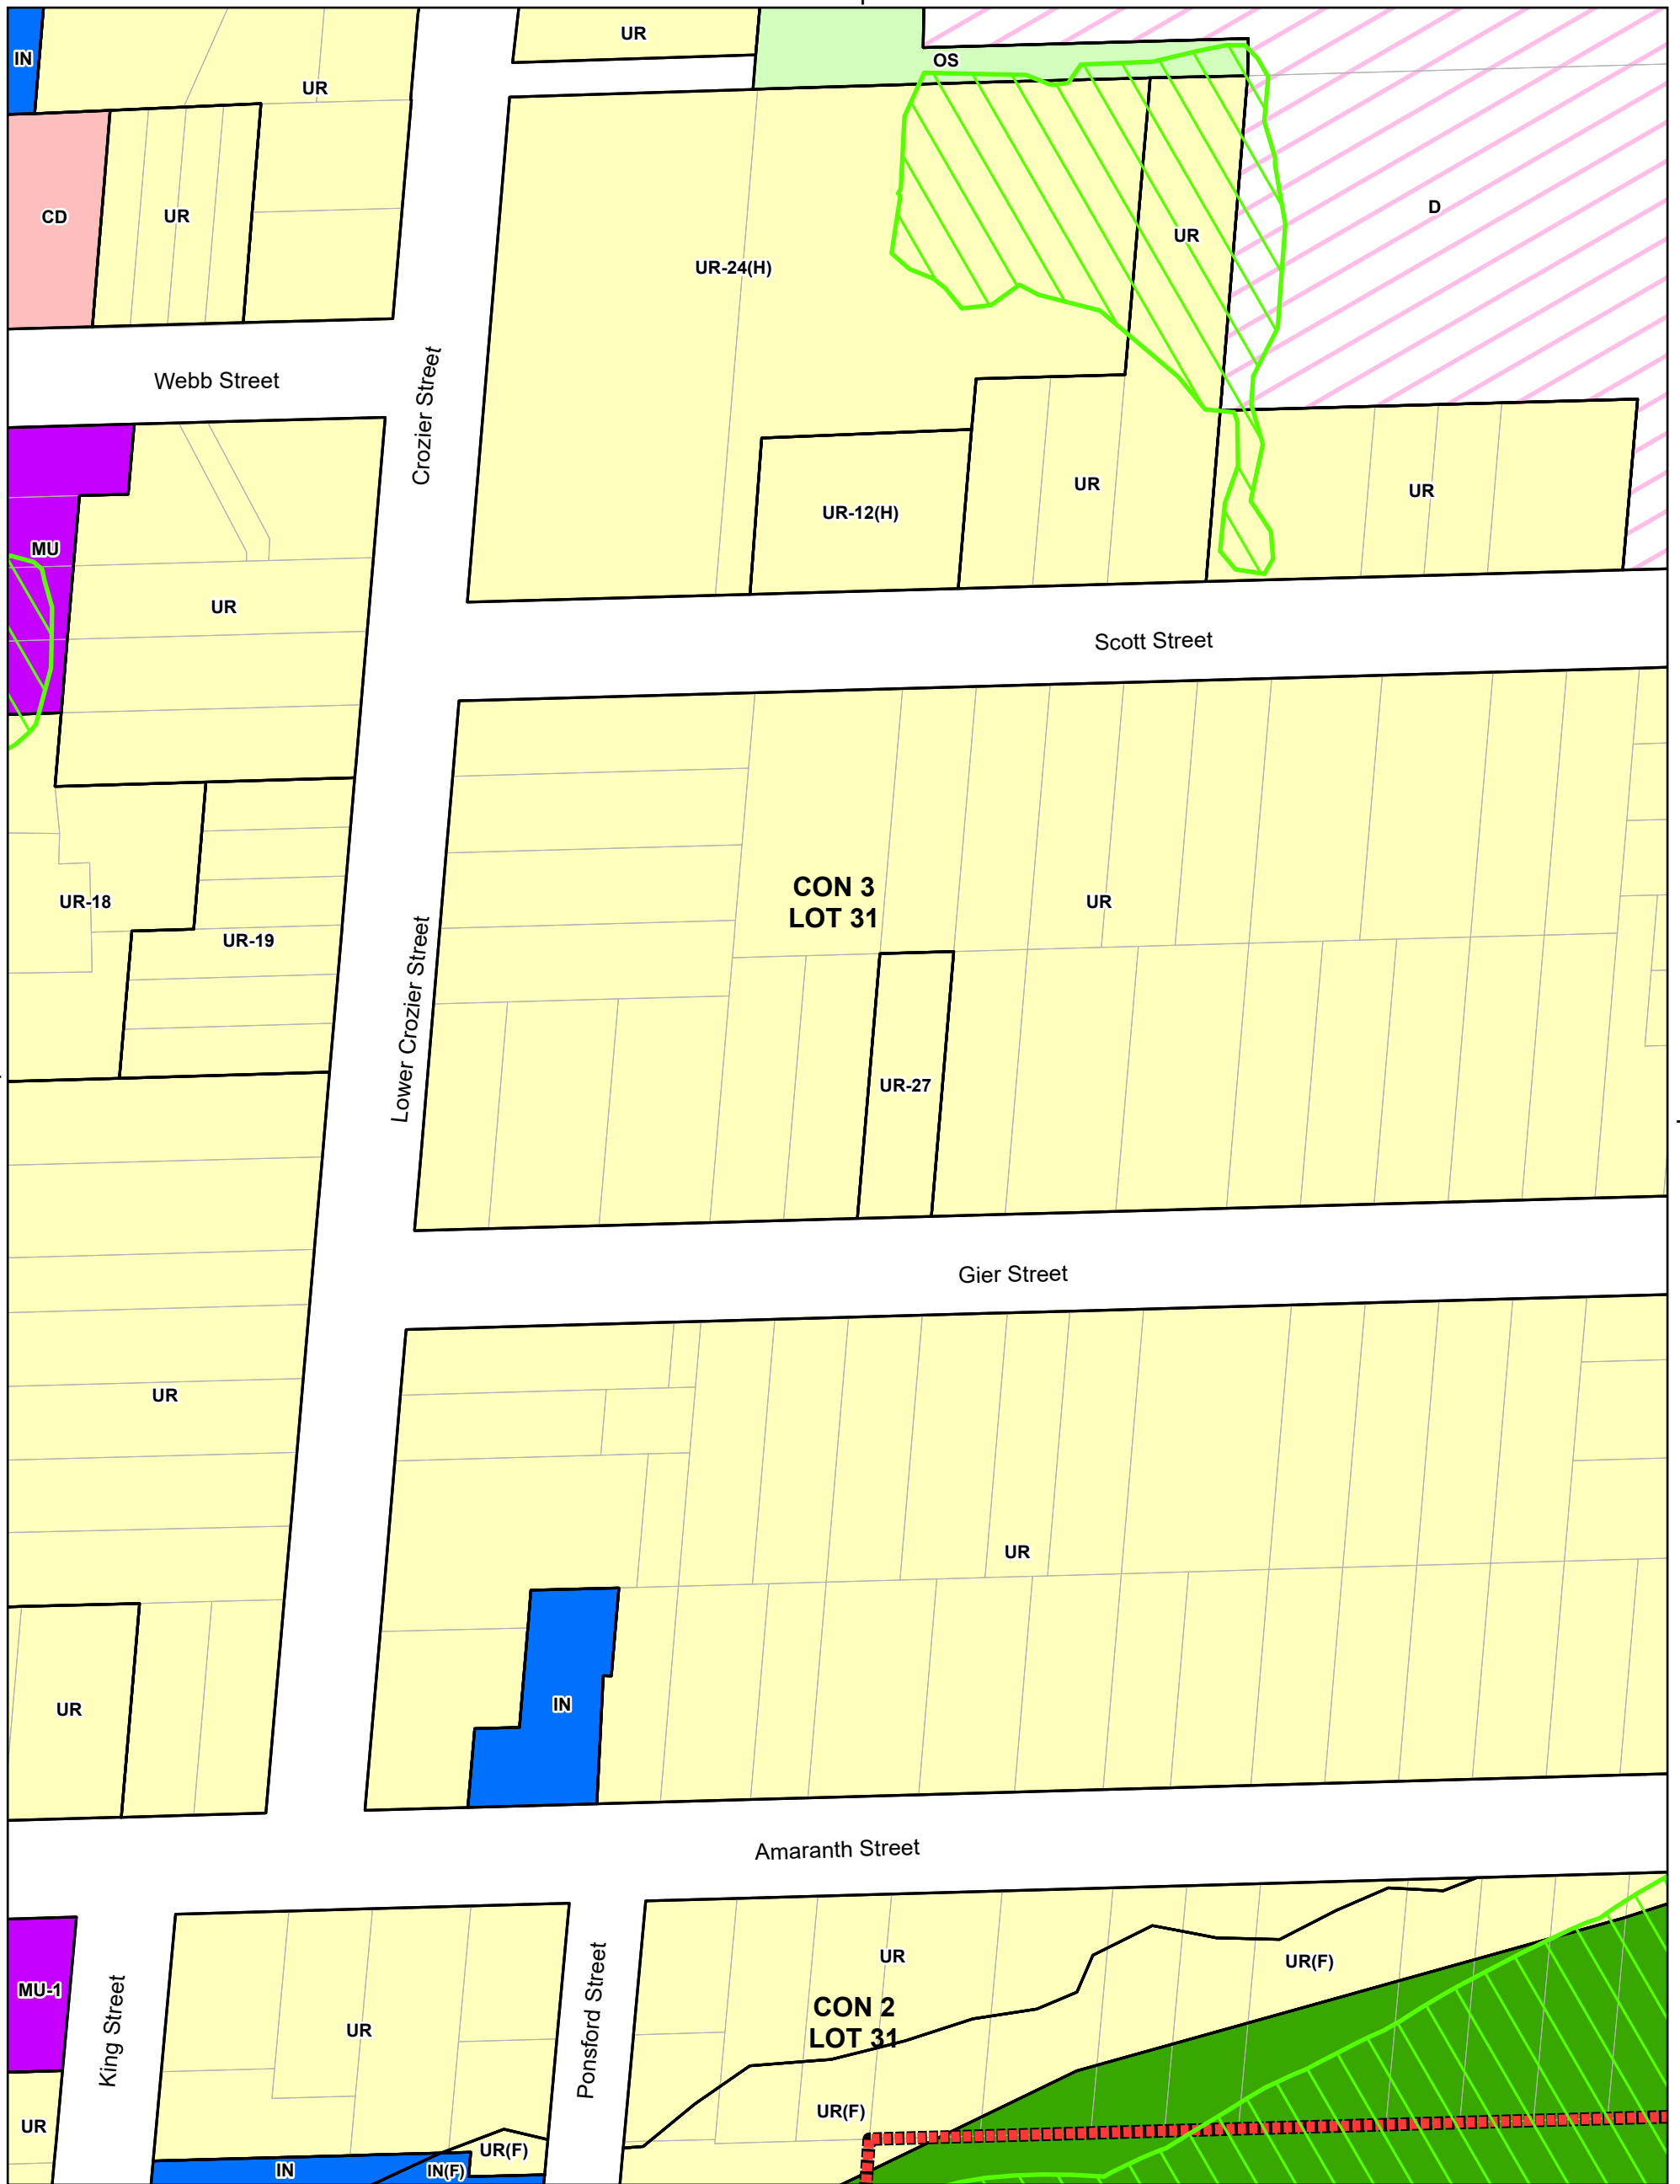 UR
IN
OS
UR
D
CD
UR
UR
UR-24(H)
Webb Street
Crozier Street
UR
UR
UR-12(H)
MU
UR
Scott Street
CON 3
LOT 31
UR
UR-18
UR-19
Lower Crozier Street
UR-27
Gier Street
UR
UR
IN
UR
Amaranth Street
UR
UR(F)
MU-1
King Street
UR
Ponsford Street
CON 2
LOT 31
UR(F)
UR
UR(F)
IN
IN(F)